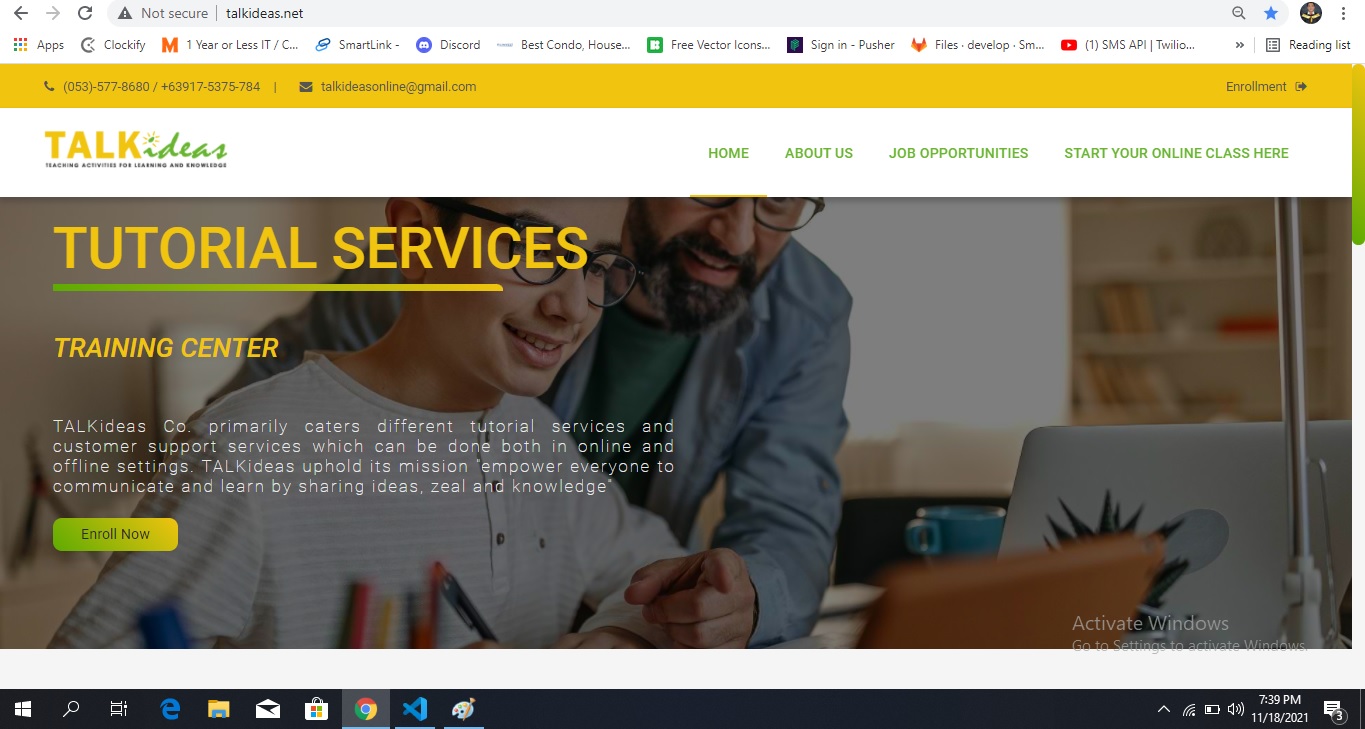 Not secure | talkideas.net
Apps Clockify 1 Year or Less IT / C... SmartLink - Discord Best Condo, House... Free Vector Icons... Sign in - Pusher Files · develop · Sm... (1) SMS API | Twilio... » Reading list
(053)-577-8680 / +63917-5375-784 | talkideasonline@gmail.com Enrollment
TALKideas
TEACHING ACTIVITIES FOR LEARNING AND KNOWLEDGE
HOME ABOUT US JOB OPPORTUNITIES START YOUR ONLINE CLASS HERE
TUTORIAL SERVICES
TRAINING CENTER
TALKideas Co. primarily caters different tutorial services and
customer support services which can be done both in online and
offline settings. TALKideas uphold its mission "empower everyone to
communicate and learn by sharing ideas, zeal and knowledge"
Enroll Now
Activate Windows
Go to Settings to activate Windows.
7:39 PM
11/18/2021
3